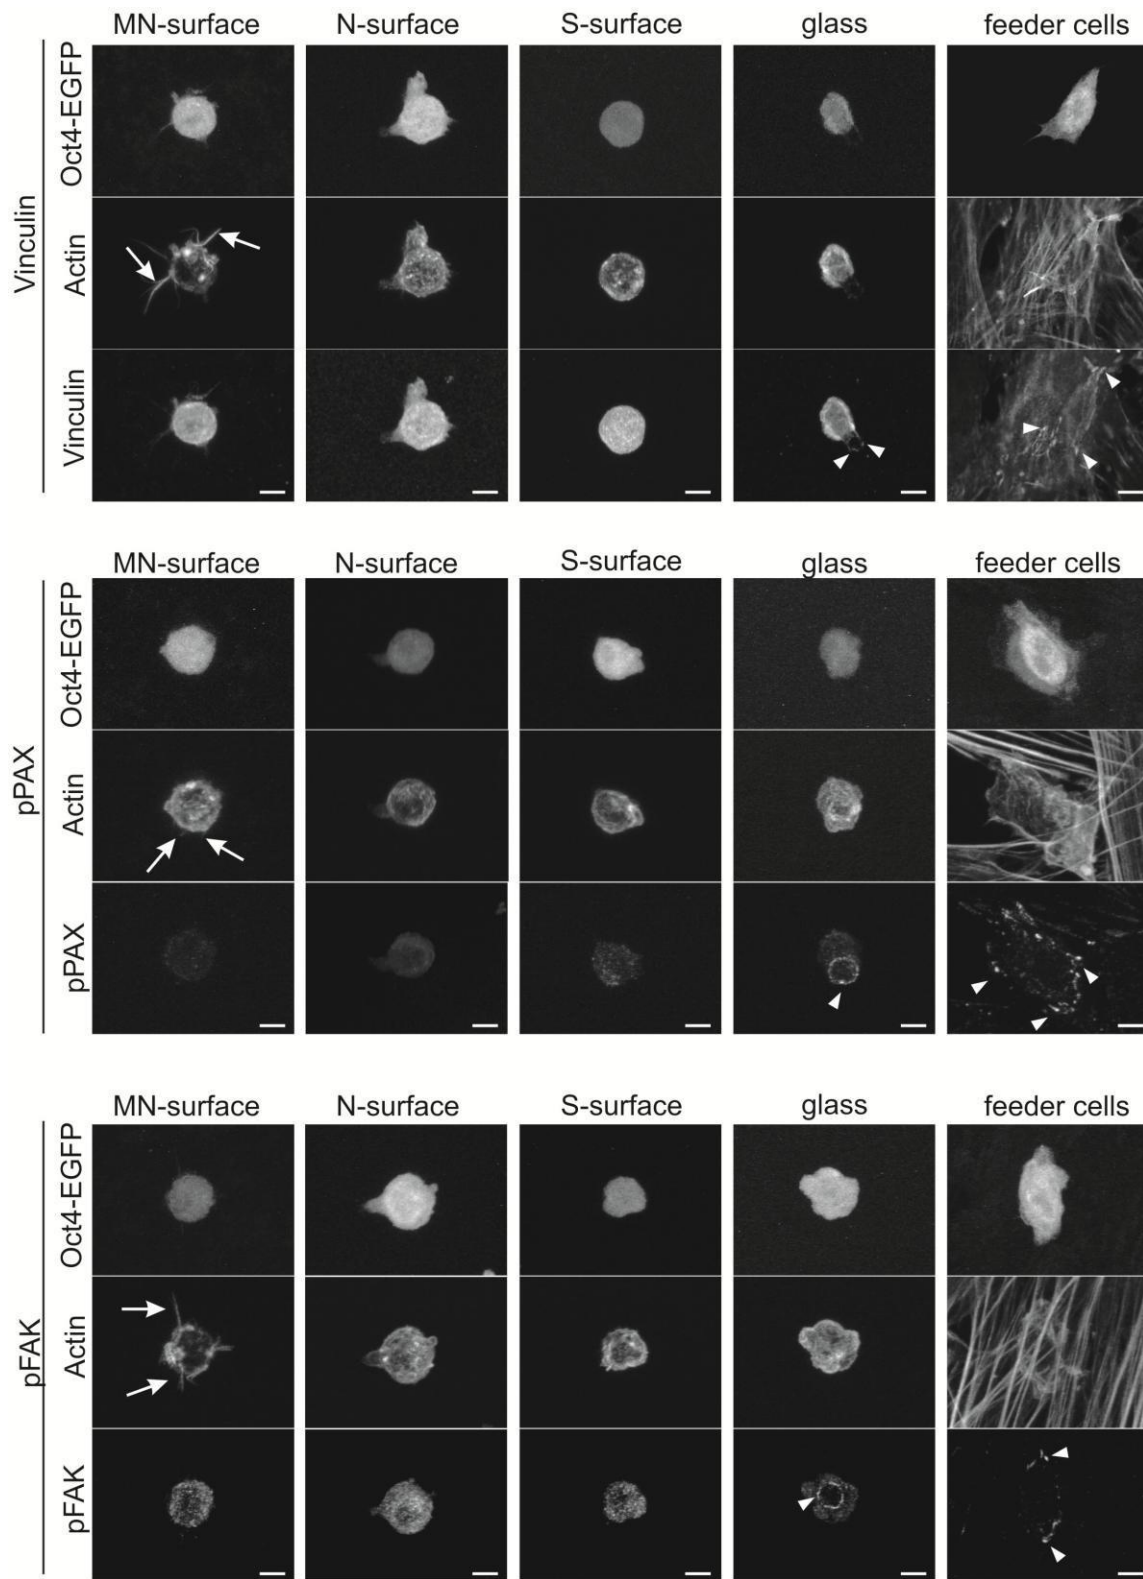 MN-surface N-surface S-surface glass feeder cells
Vinculin
Oct4-EGFP
Actin
Vinculin
MN-surface N-surface S-surface glass feeder cells
pPAX
Oct4-EGFP
Actin
pPAX
MN-surface N-surface S-surface glass feeder cells
pFAK
Oct4-EGFP
Actin
pFAK